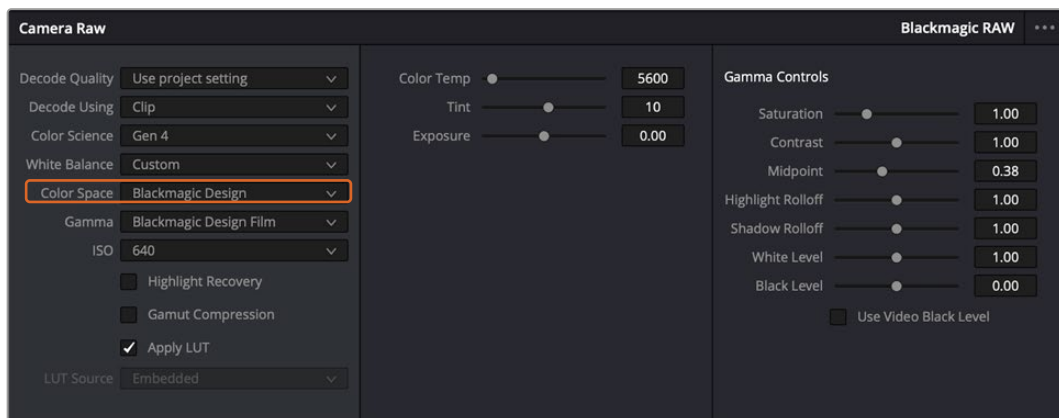 Camera Raw
Blackmagic RAW
Decode Quality Use project setting
Decode Using Clip
Color Science Gen 4
White Balance Custom
Color Space Blackmagic Design
Gamma Blackmagic Design Film
ISO 640
Highlight Recovery
Gamut Compression
Apply LUT
LUT Source Embedded
Color Temp 5600
Tint 10
Exposure 0.00
Gamma Controls
Saturation 1.00
Contrast 1.00
Midpoint 0.38
Highlight Rolloff 1.00
Shadow Rolloff 1.00
White Level 1.00
Black Level 0.00
Use Video Black Level